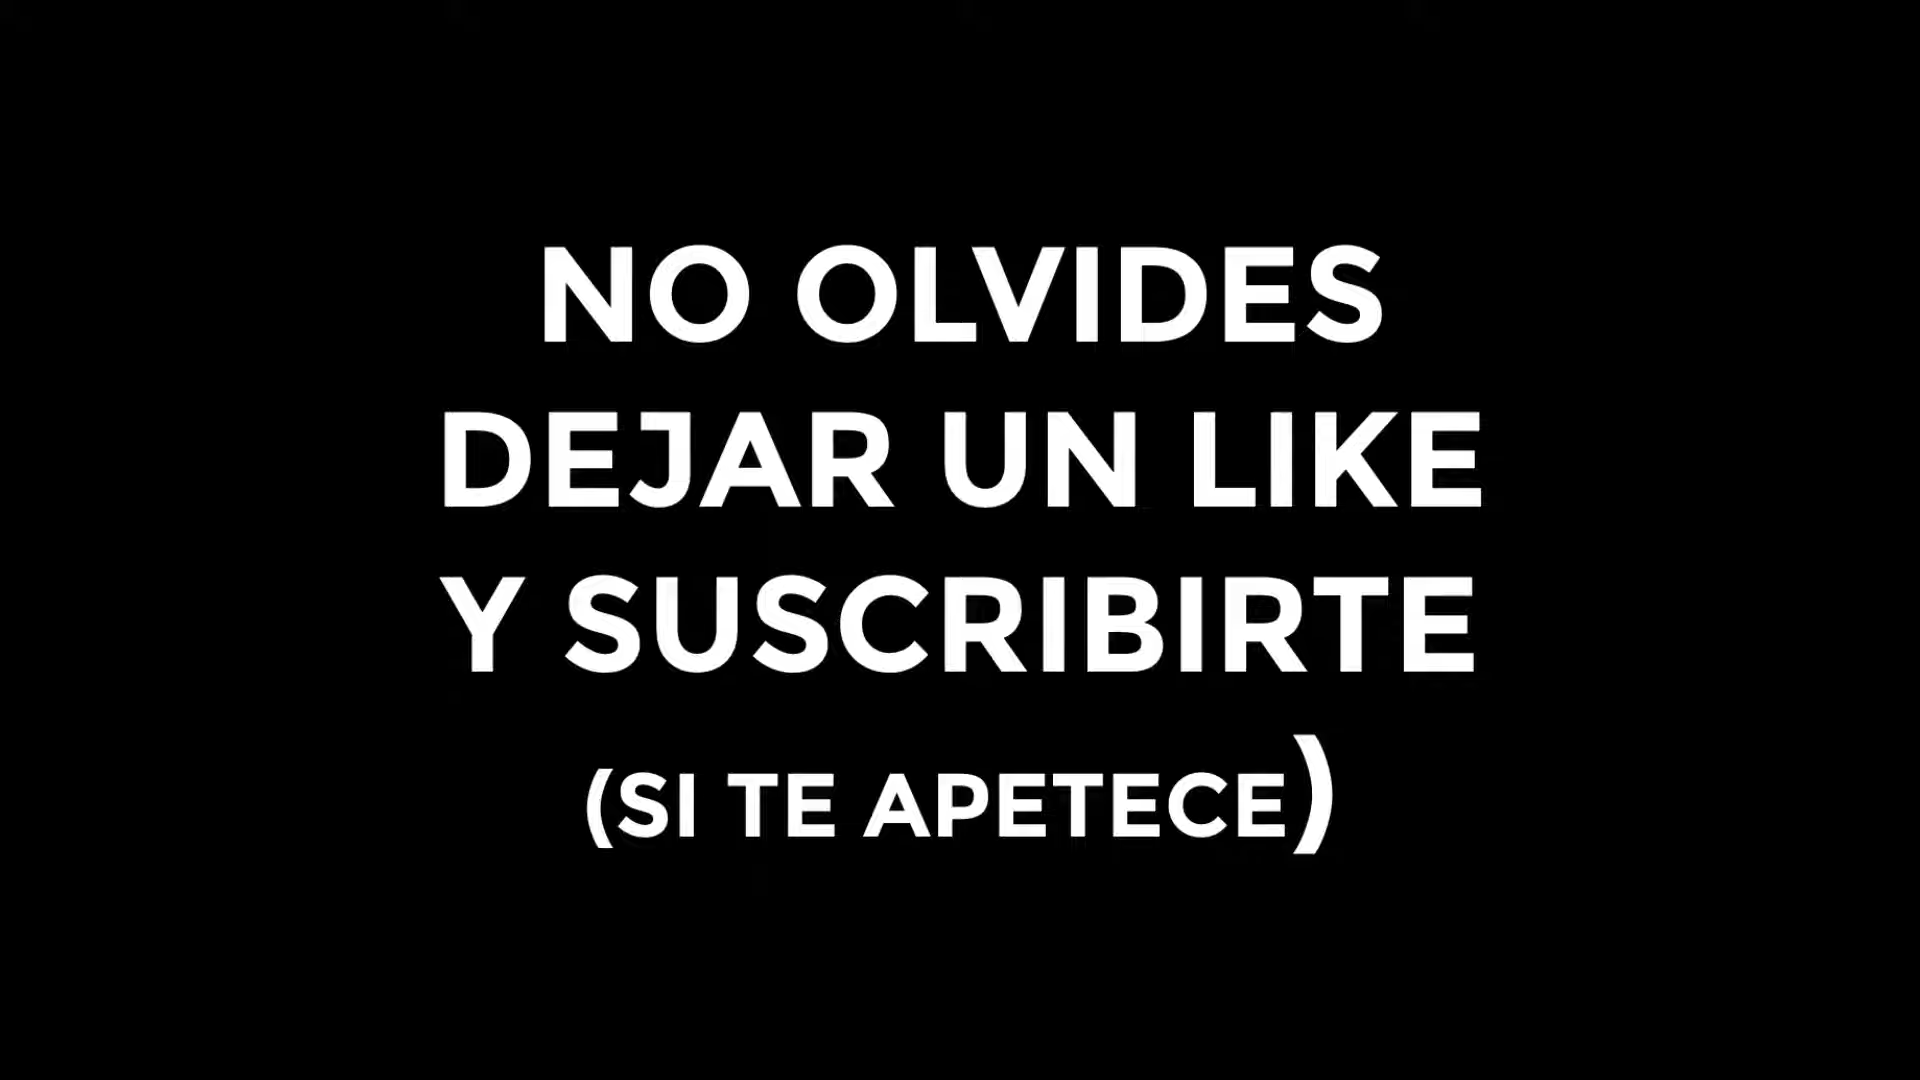 NO OLVIDES
DEJAR UN LIKE
Y SUSCRIBIRTE
(SI TE APETECE)